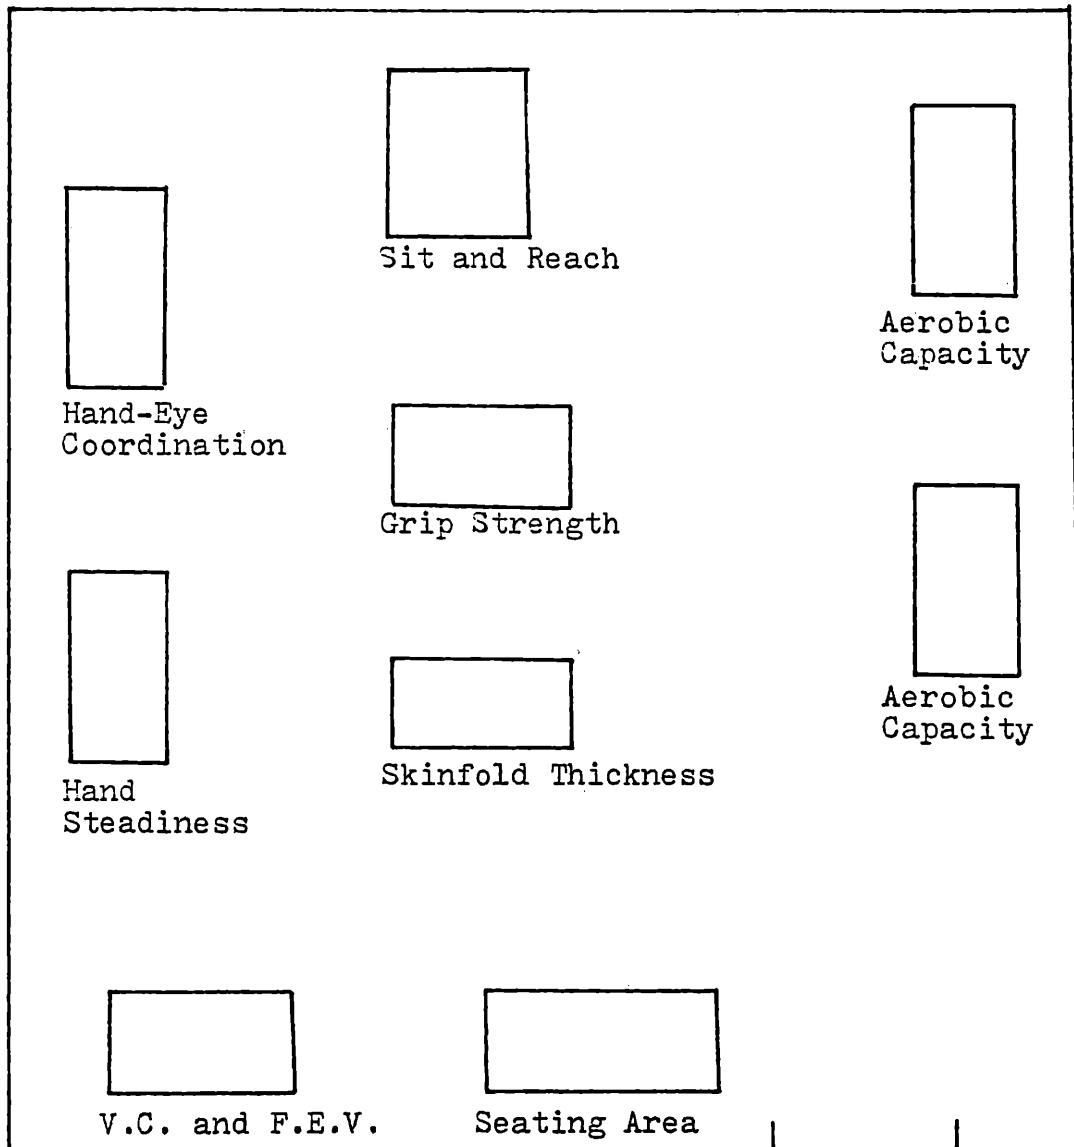 Sit and Reach
Aerobic
Capacity
Hand-Eye
Coordination
Grip Strength
Aerobic
Capacity
Skinfold Thickness
Hand
Steadiness
V.C. and F.E.V.
Seating Area